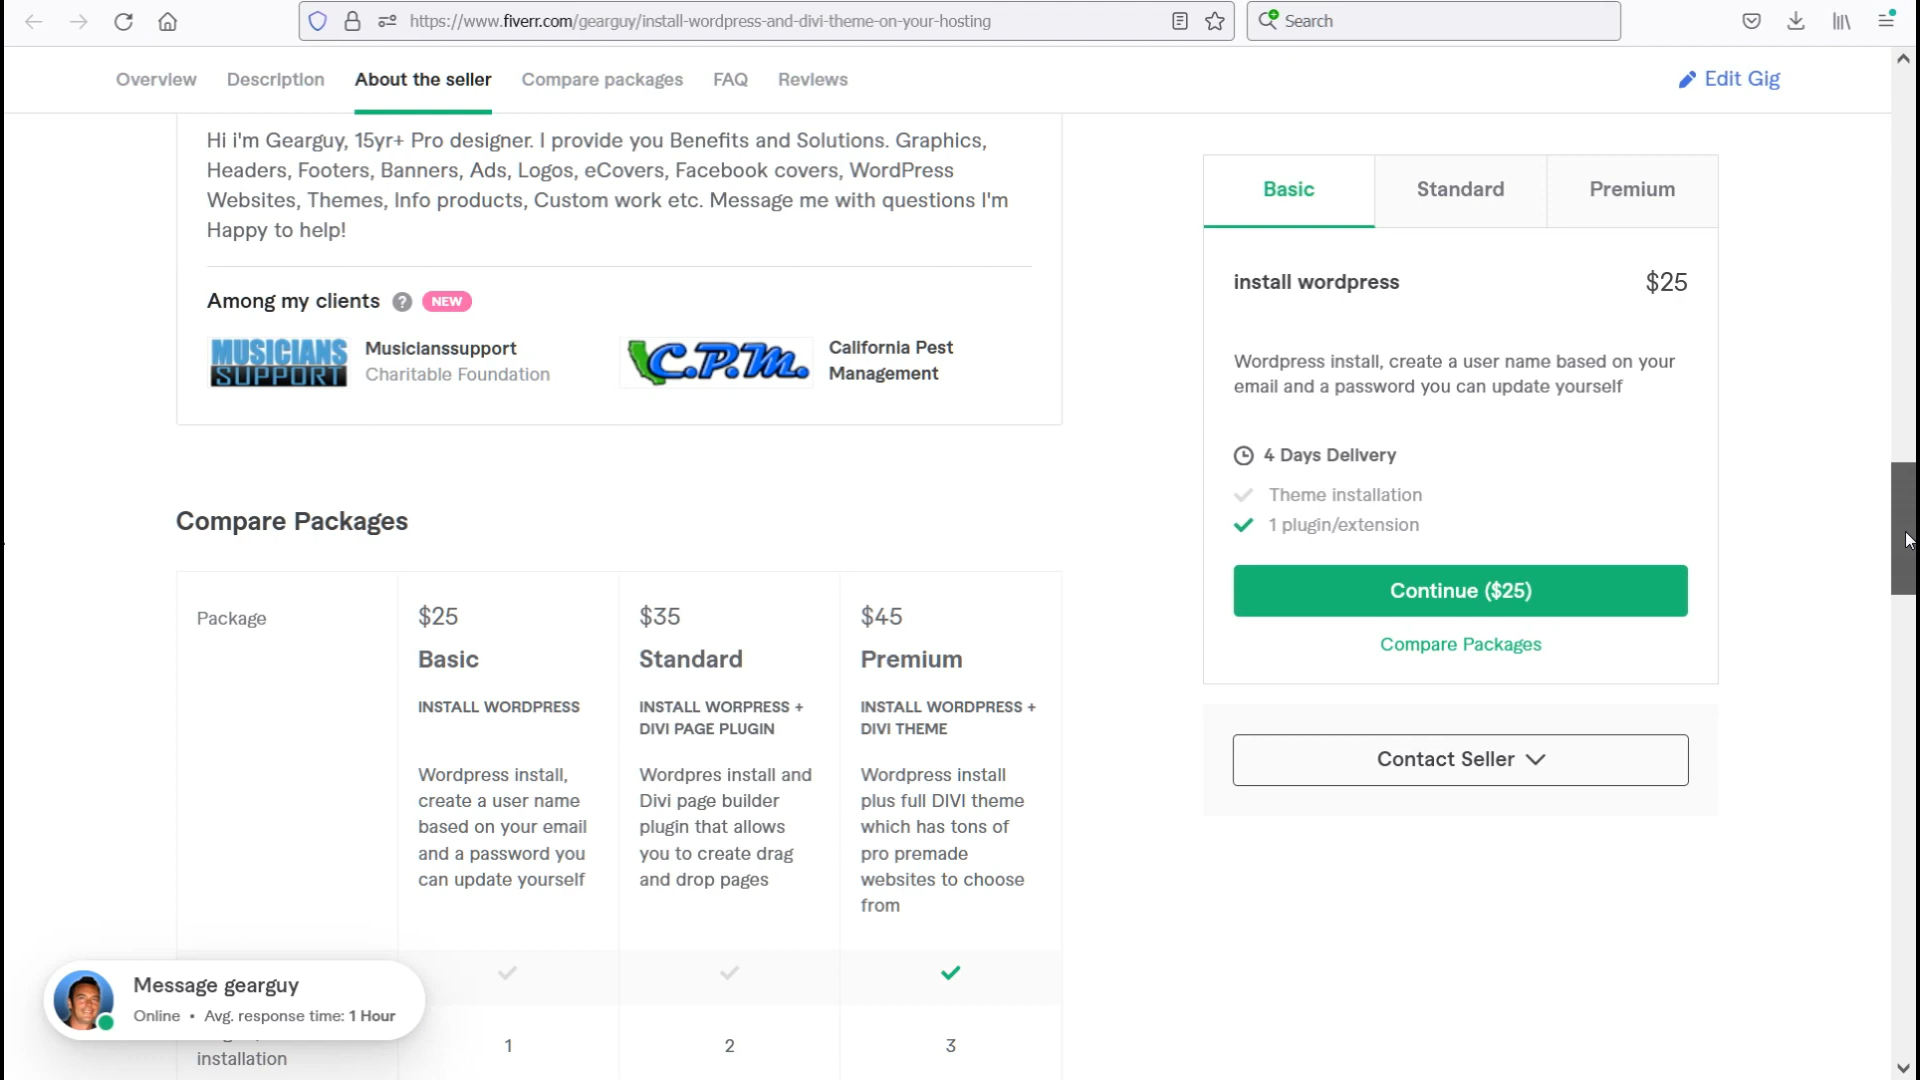 https://www.fiverr.com/gearguy/install-wordpress-and-divi-theme-on-your-hosting
Search
Overview
Description
About the seller
Compare packages
FAQ
Reviews
Edit Gig
Hi i'm Gearguy, 15yr+ Pro designer. I provide you Benefits and Solutions. Graphics,
Headers, Footers, Banners, Ads, Logos, eCovers, Facebook covers, WordPress
Websites, Themes, Info products, Custom work etc. Message me with questions I'm
Happy to help!
Among my clients ? NEW
MUSICIANS
SUPPORT
Musicianssupport
Charitable Foundation
C.P.M.
California Pest
Management
Compare Packages
Package
$25
Basic
INSTALL WORDPRESS
Wordpress install,
create a user name
based on your email
and a password you
can update yourself
$35
Standard
INSTALL WORPRESS +
DIVI PAGE PLUGIN
Wordpres install and
Divi page builder
plugin that allows
you to create drag
and drop pages
$45
Premium
INSTALL WORDPRESS +
DIVI THEME
Wordpress install
plus full DIVI theme
which has tons of
pro premade
websites to choose
from
installation
1
2
3
Message gearguy
Online • Avg. response time: 1 Hour
Basic
Standard
Premium
install wordpress
$25
Wordpress install, create a user name based on your
email and a password you can update yourself
4 Days Delivery
Theme installation
1 plugin/extension
Continue ($25)
Compare Packages
Contact Seller